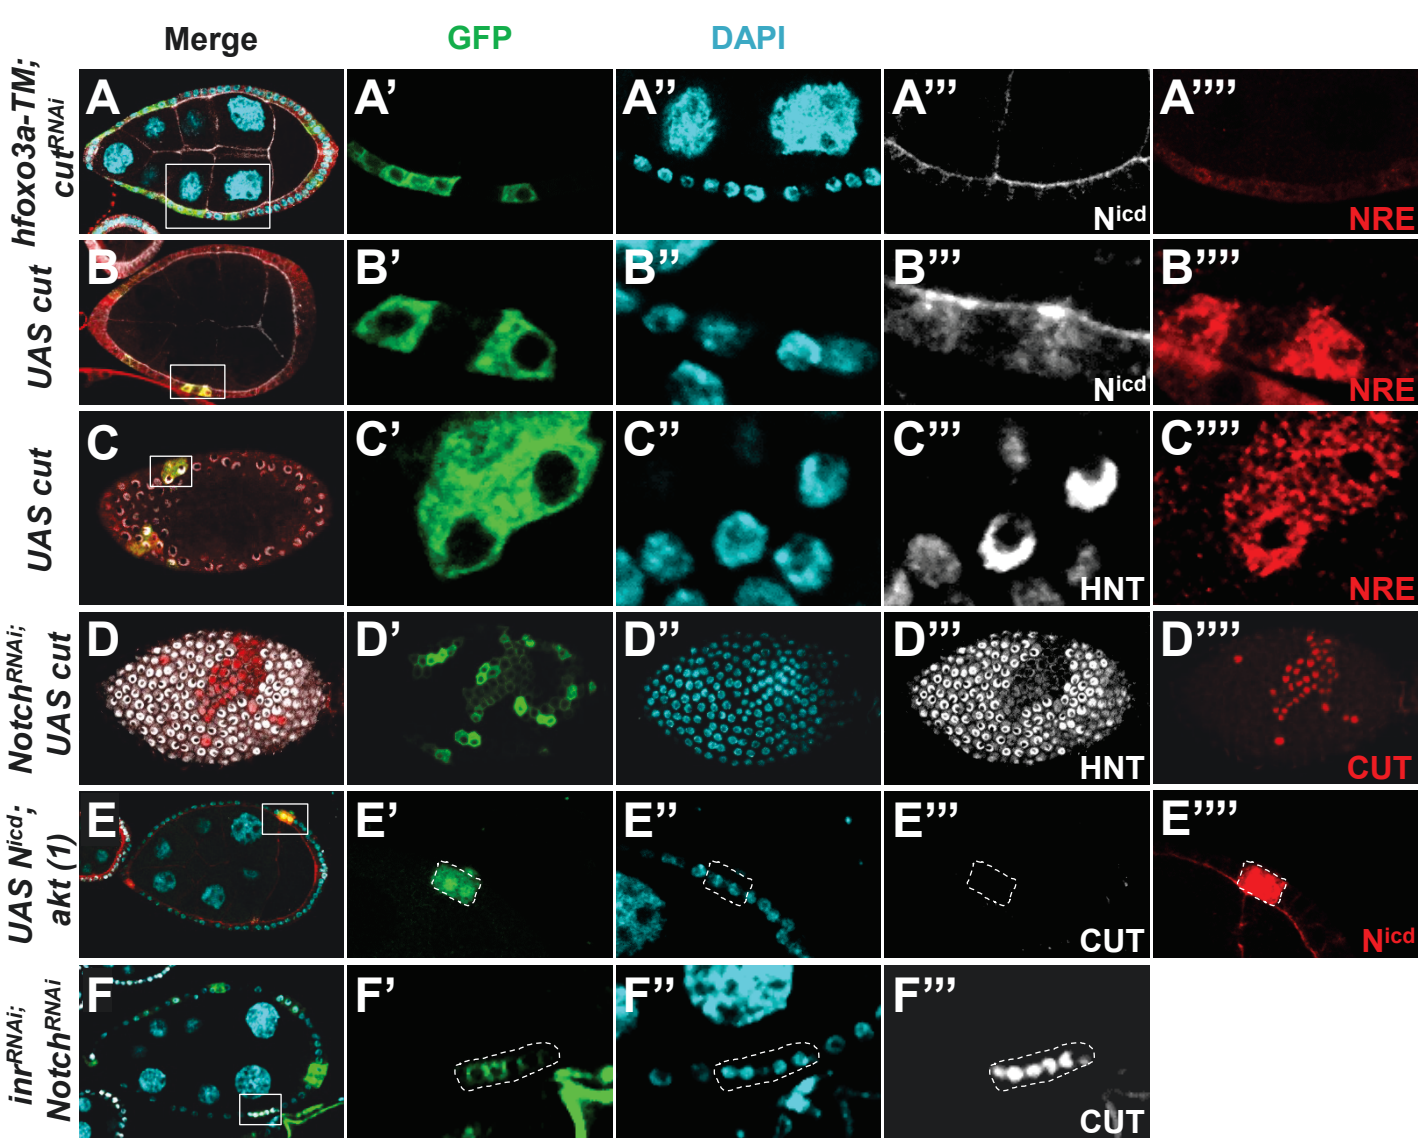 Merge GFP DAPI
hfoxo3a-TM;
cutRNAi
A A’ A’’ A’’’ A’’’’
Nicd NRE
UAS cut
B B’ B’’ B’’’ B’’’’
Nicd NRE
UAS cut
C C’ C’’ C’’’ C’’’’
HNT NRE
NotchRNAi;
UAS cut
D D’ D’’ D’’’ D’’’’
HNT CUT
UAS Nicd;
akt (1)
E E’ E’’ E’’’ E’’’’
CUT Nicd
inrRNAi;
NotchRNAi
F F’ F’’ F’’’
CUT